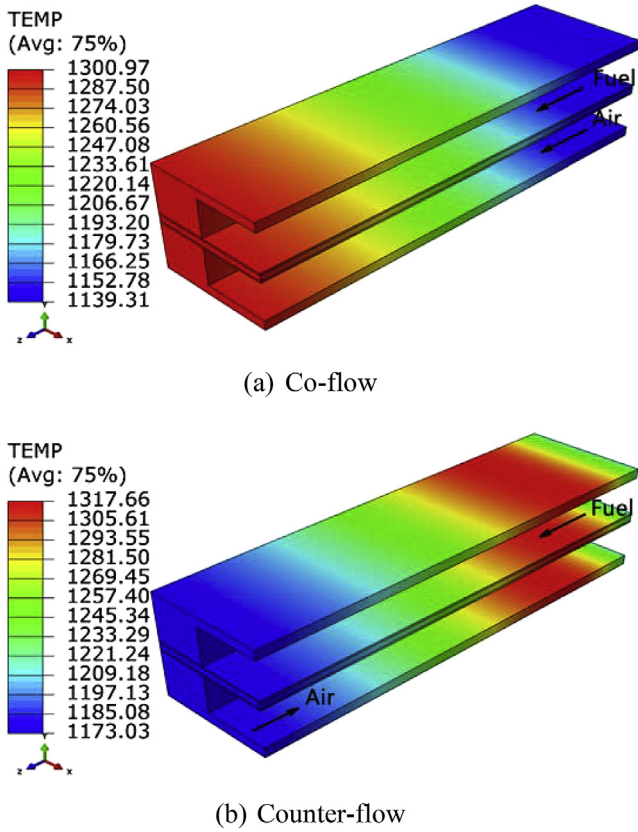 TEMP
(Avg: 75%)
1300.97
1287.50
1274.03
1260.56
1247.08
1233.61
1220.14
1206.67
1193.20
1179.73
1166.25
1152.78
1139.31
Fuel
Air
Y
z x
(a) Co-flow
TEMP
(Avg: 75%)
1317.66
1305.61
1293.55
1281.50
1269.45
1257.40
1245.34
1233.29
1221.24
1209.18
1197.13
1185.08
1173.03
Fuel
Air
Y
z x
(b) Counter-flow